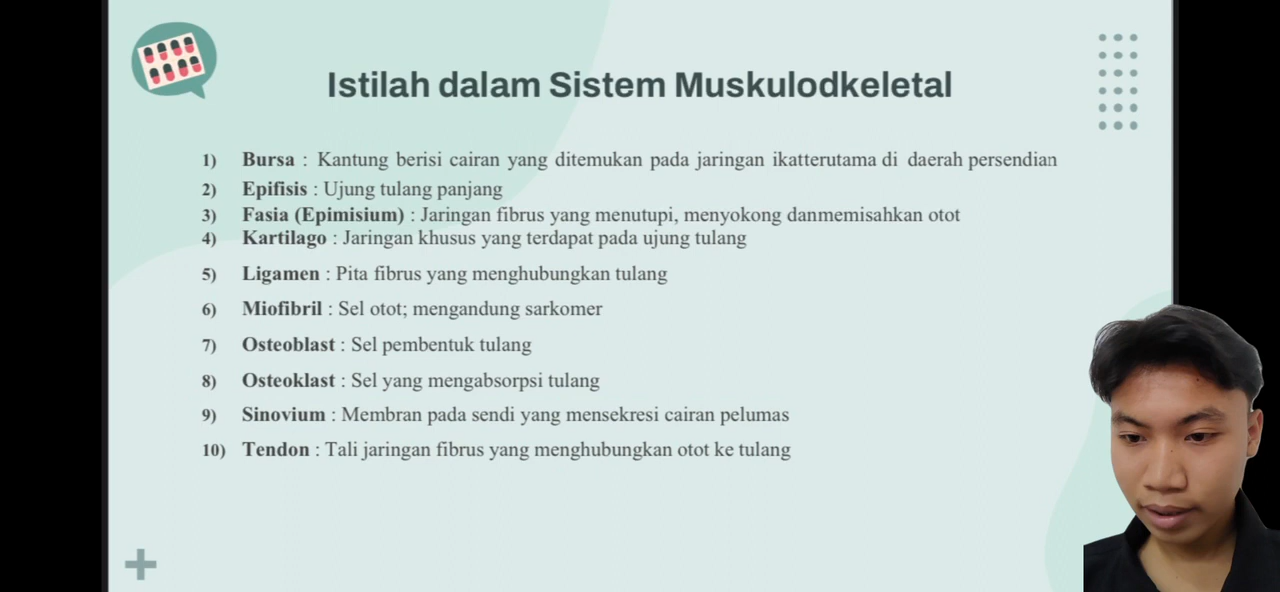 Istilah dalam Sistem Muskulodkeletal
1) Bursa : Kantung berisi cairan yang ditemukan pada jaringan ikatterutama di daerah persendian
2) Epifisis : Ujung tulang panjang
3) Fasia (Epimisium) : Jaringan fibrus yang menutupi, menyokong danmemisahkan otot
4) Kartilago : Jaringan khusus yang terdapat pada ujung tulang
5) Ligamen : Pita fibrus yang menghubungkan tulang
6) Miofibril : Sel otot; mengandung sarkomer
7) Osteoblast : Sel pembentuk tulang
8) Osteoklast : Sel yang mengabsorpsi tulang
9) Sinovium : Membran pada sendi yang mensekresi cairan pelumas
10) Tendon : Tali jaringan fibrus yang menghubungkan otot ke tulang